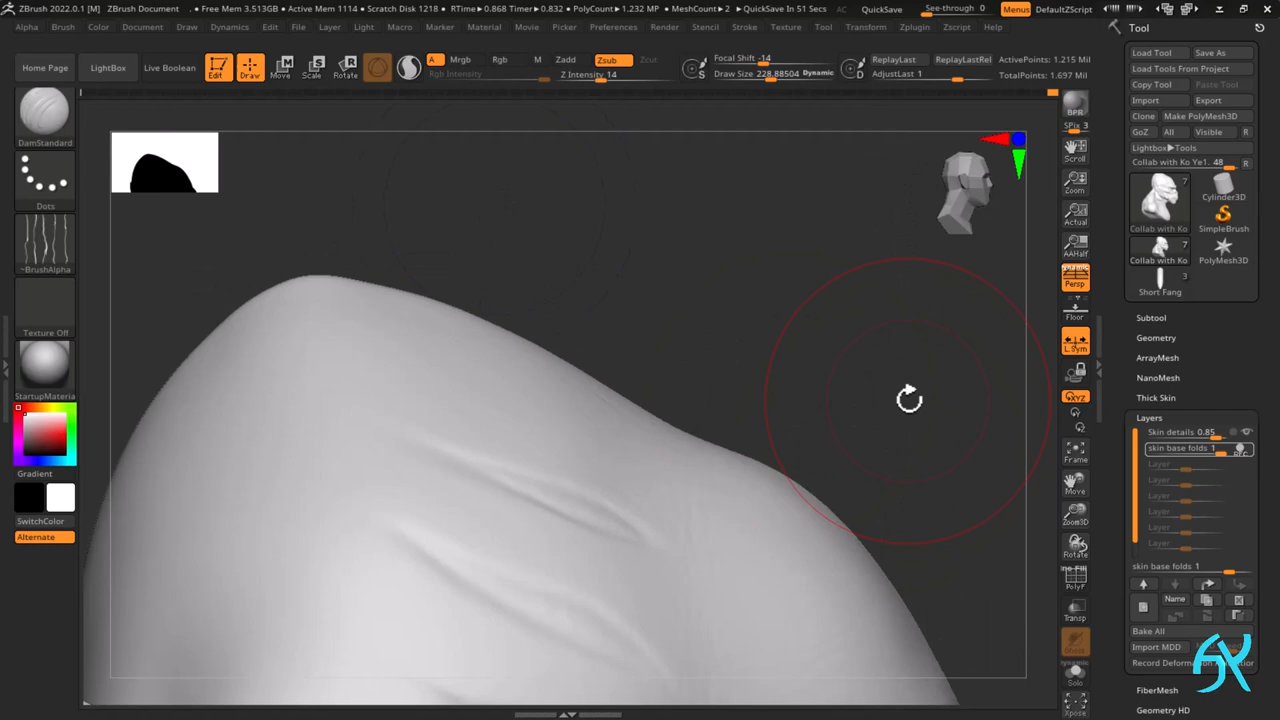 ZBrush 2022.0.1 [M] ZBrush Document • Free Mem 3.513GB • Active Mem 1114 • Scratch Disk 1218 • RTime▶0.868 Timer▶0.832 • PolyCount▶1.232 MP • MeshCount▶2 ▶QuickSave In 51 Secs AC QuickSave See-through 0 Menus DefaultZScript
Alpha Brush Color Document Draw Dynamics Edit File Layer Light Macro Marker Movie Picker Preferences Render Stencil Stroke Texture Tool Transform Zplugin Zscript Help
Home Page LightBox Live Boolean Edit Draw Move Scale Rotate
A Mrgb Rgb M Zadd Zsub Zcut
Rgb Intensity Z Intensity 14
S Focal Shift -14
Draw Size 228.88504 Dynamic
D ReplayLast ReplayLastRel
AdjustLast 1
ActivePoints: 1.215 Mil
TotalPoints: 1.697 Mil
DamStandard
Dots
~BrushAlpha
Texture Off
StartupMateria
Gradient
SwitchColor
Alternate
BPR
SPix 3
Scroll
Zoom
Actual
AAHalf
Persp
Floor
L.Sym
XYZ
Y
Z
Frame
Move
Zoom3D
Rotate
PolyF
Transp
Ghost
Dynamic
Solo
Xpose
Tool
Load Tool Save As
Load Tools From Project
Copy Tool Paste Tool
Import Export
Clone Make PolyMesh3D
GoZ All Visible R
Lightbox▶Tools
Collab with Ko Ye1. 48 R
7
Collab with Ko
Cylinder3D
SimpleBrush
7
Collab with Ko
PolyMesh3D
3
Short Fang
Subtool
Geometry
ArrayMesh
NanoMesh
Thick Skin
Layers
Skin details 0.85
skin base folds 1 REC
Layer
Layer
Layer
Layer
Layer
Layer
skin base folds 1
Name
Bake All
Import MDD
Record Deformation Animation
FiberMesh
Geometry HD